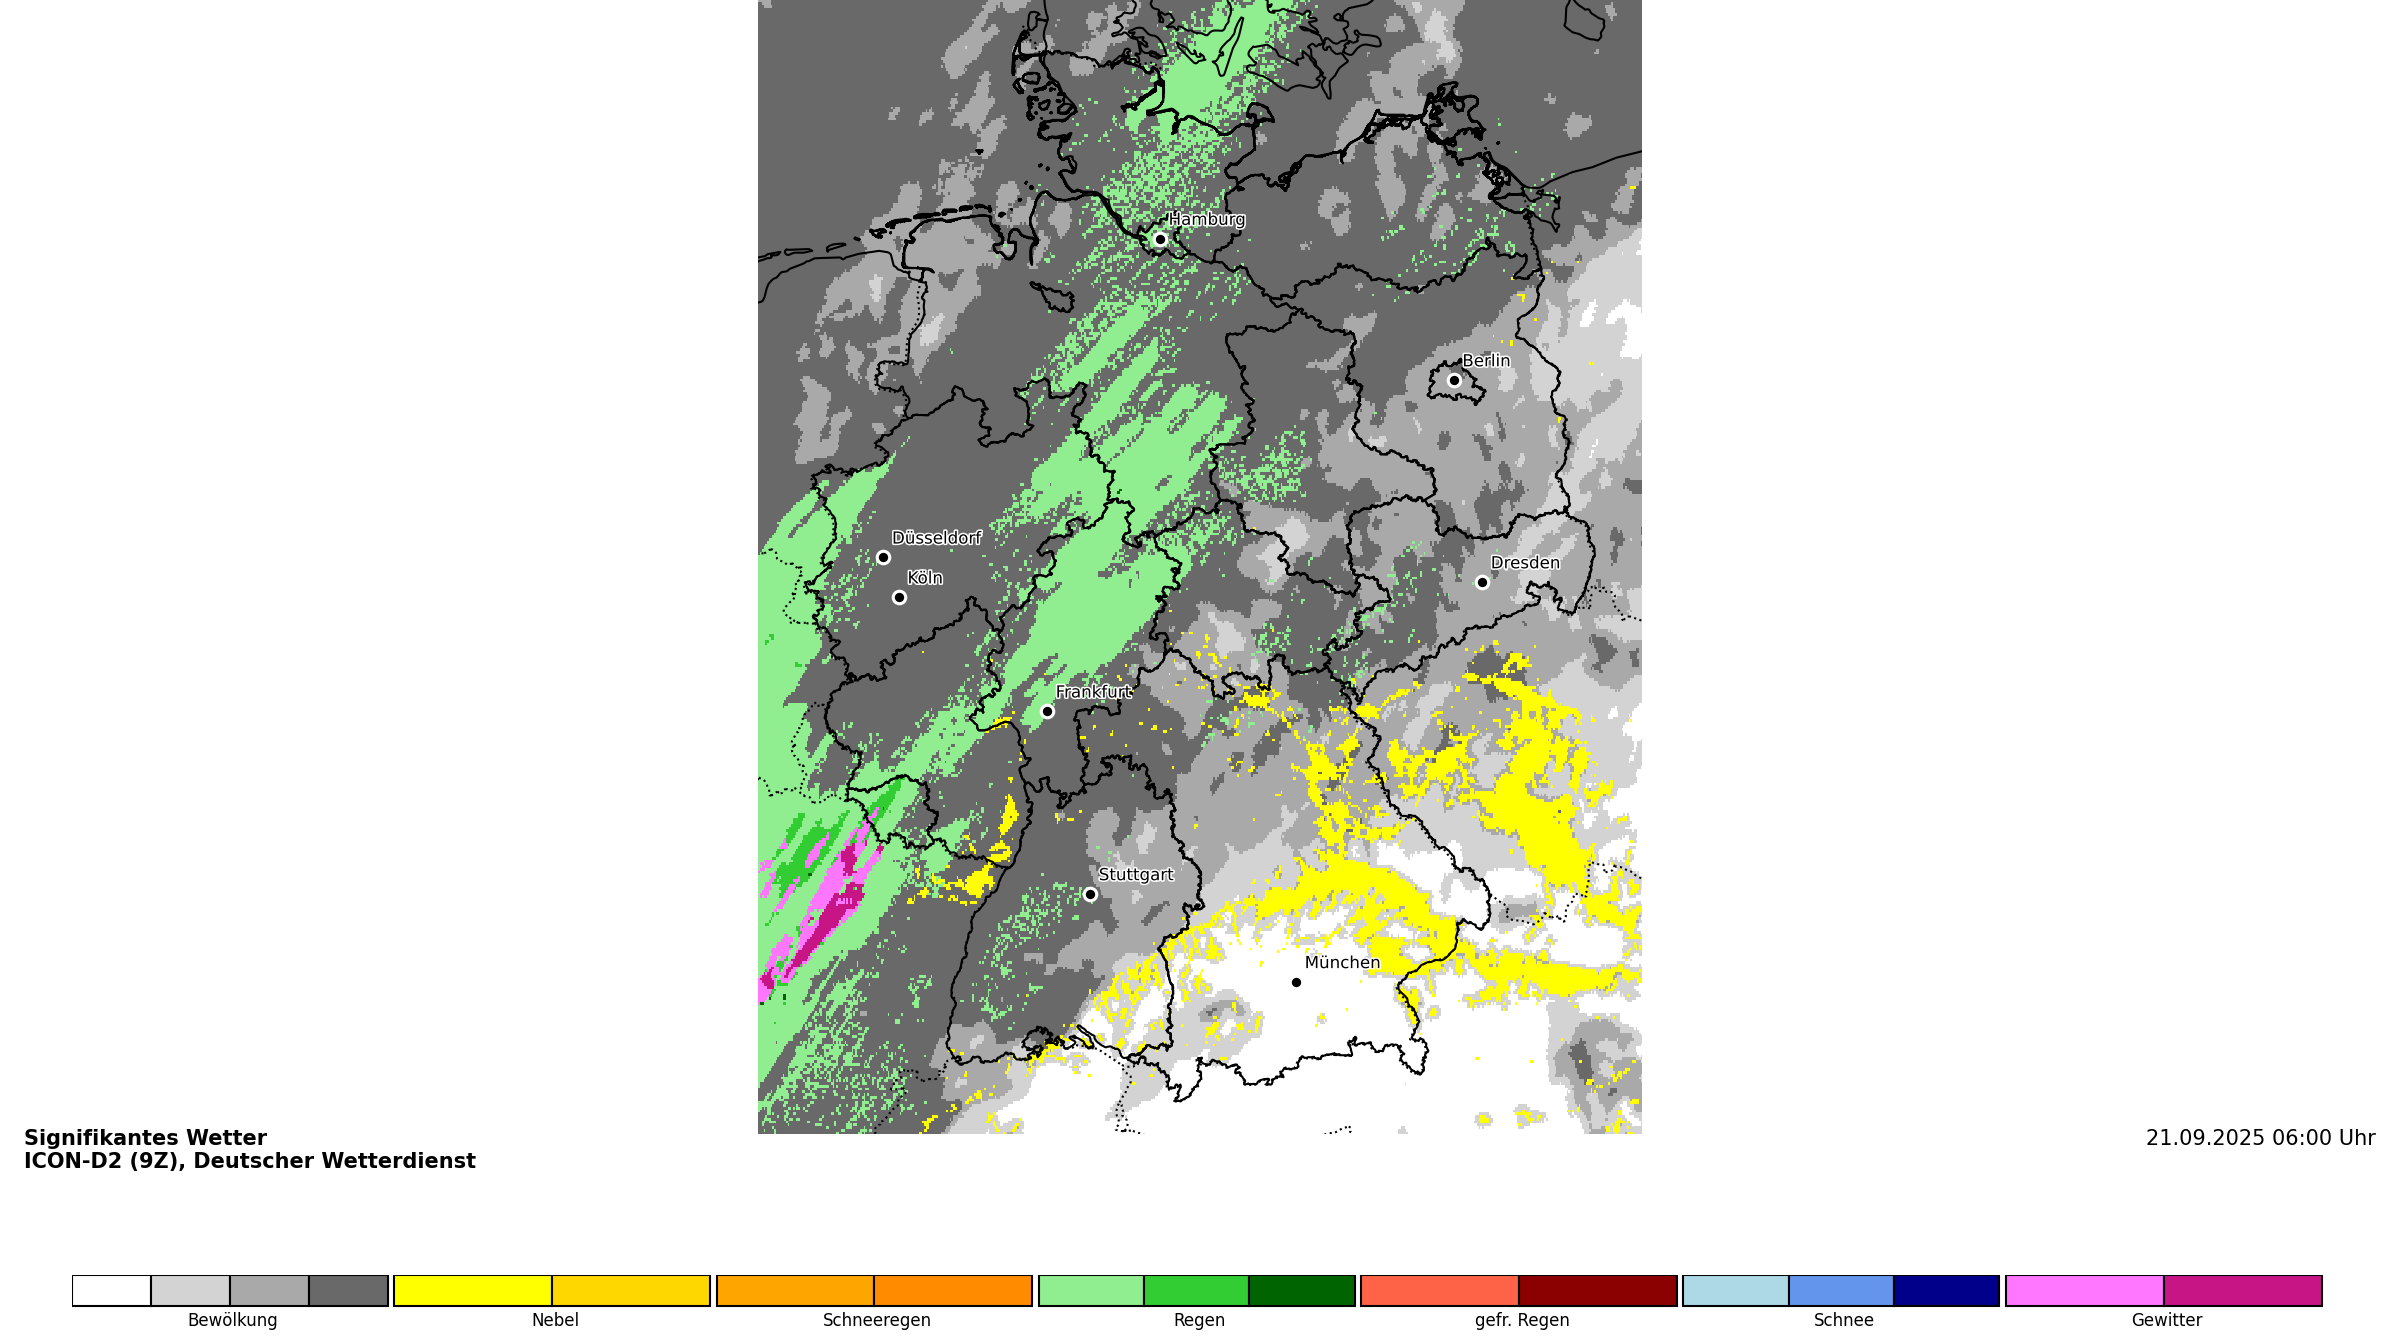 Hamburg
Berlin
Düsseldorf
Köln
Dresden
Frankfurt
Stuttgart
München
Signifikantes Wetter
ICON-D2 (9Z), Deutscher Wetterdienst
21.09.2025 06:00 Uhr
Bewölkung
Nebel
Schneeregen
Regen
gefr. Regen
Schnee
Gewitter